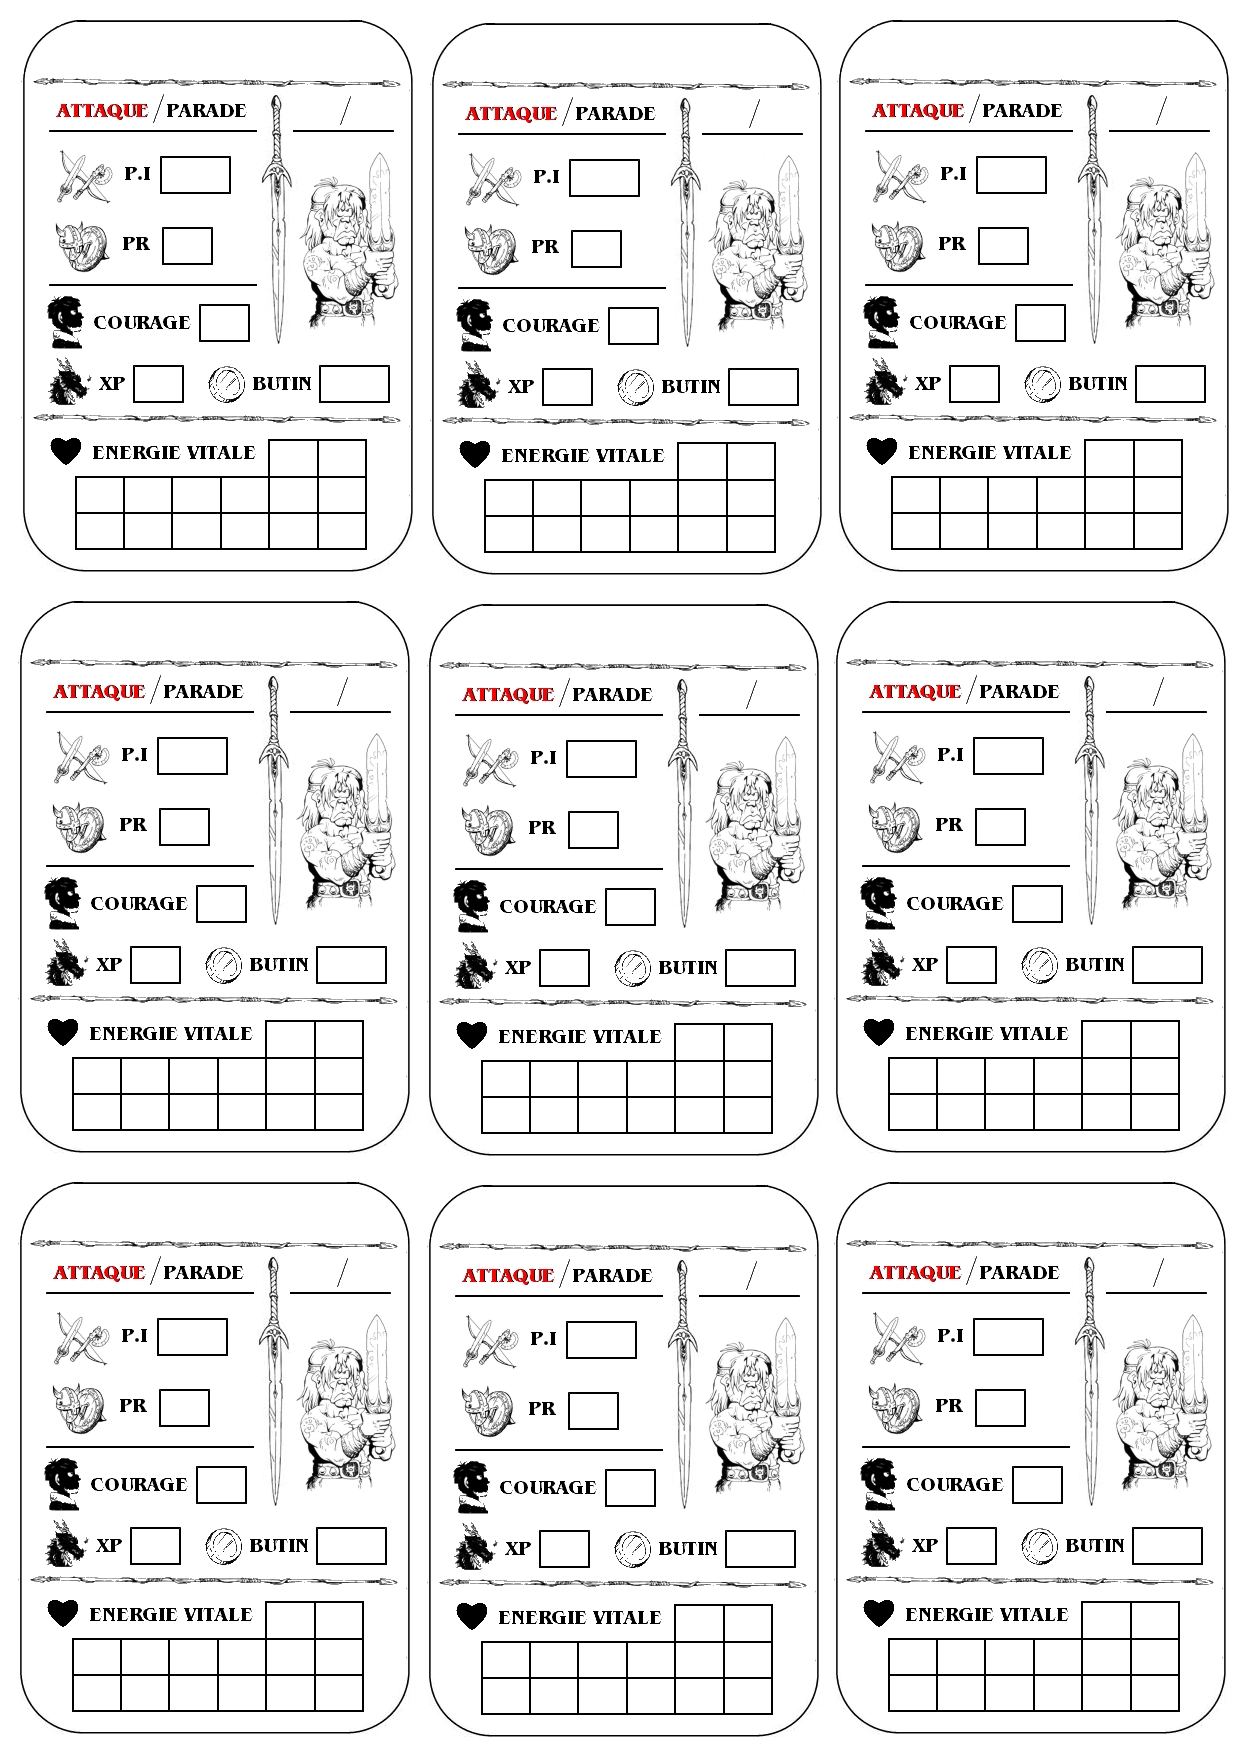 ATTAQUE / PARADE /
P.I
PR
COURAGE
XP BUTIN
ENERGIE VITALE
ATTAQUE / PARADE /
P.I
PR
COURAGE
XP BUTIN
ENERGIE VITALE
ATTAQUE / PARADE /
P.I
PR
COURAGE
XP BUTIN
ENERGIE VITALE
ATTAQUE / PARADE /
P.I
PR
COURAGE
XP BUTIN
ENERGIE VITALE
ATTAQUE / PARADE /
P.I
PR
COURAGE
XP BUTIN
ENERGIE VITALE
ATTAQUE / PARADE /
P.I
PR
COURAGE
XP BUTIN
ENERGIE VITALE
ATTAQUE / PARADE /
P.I
PR
COURAGE
XP BUTIN
ENERGIE VITALE
ATTAQUE / PARADE /
P.I
PR
COURAGE
XP BUTIN
ENERGIE VITALE
ATTAQUE / PARADE /
P.I
PR
COURAGE
XP BUTIN
ENERGIE VITALE